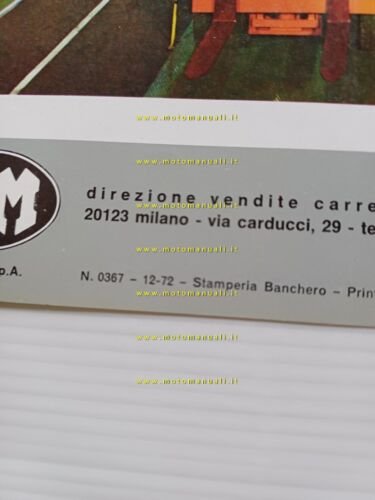 www.motomanuali.it
www.motomanuali.it
www.motomanuali.it
M
direzione vendite carre
20123 milano - via carducci, 29 - te
www.motomanuali.it
p.A.
N. 0367 - 12-72 - Stamperia Banchero - Prin
www.motomanuali.it
www.motomanuali.it